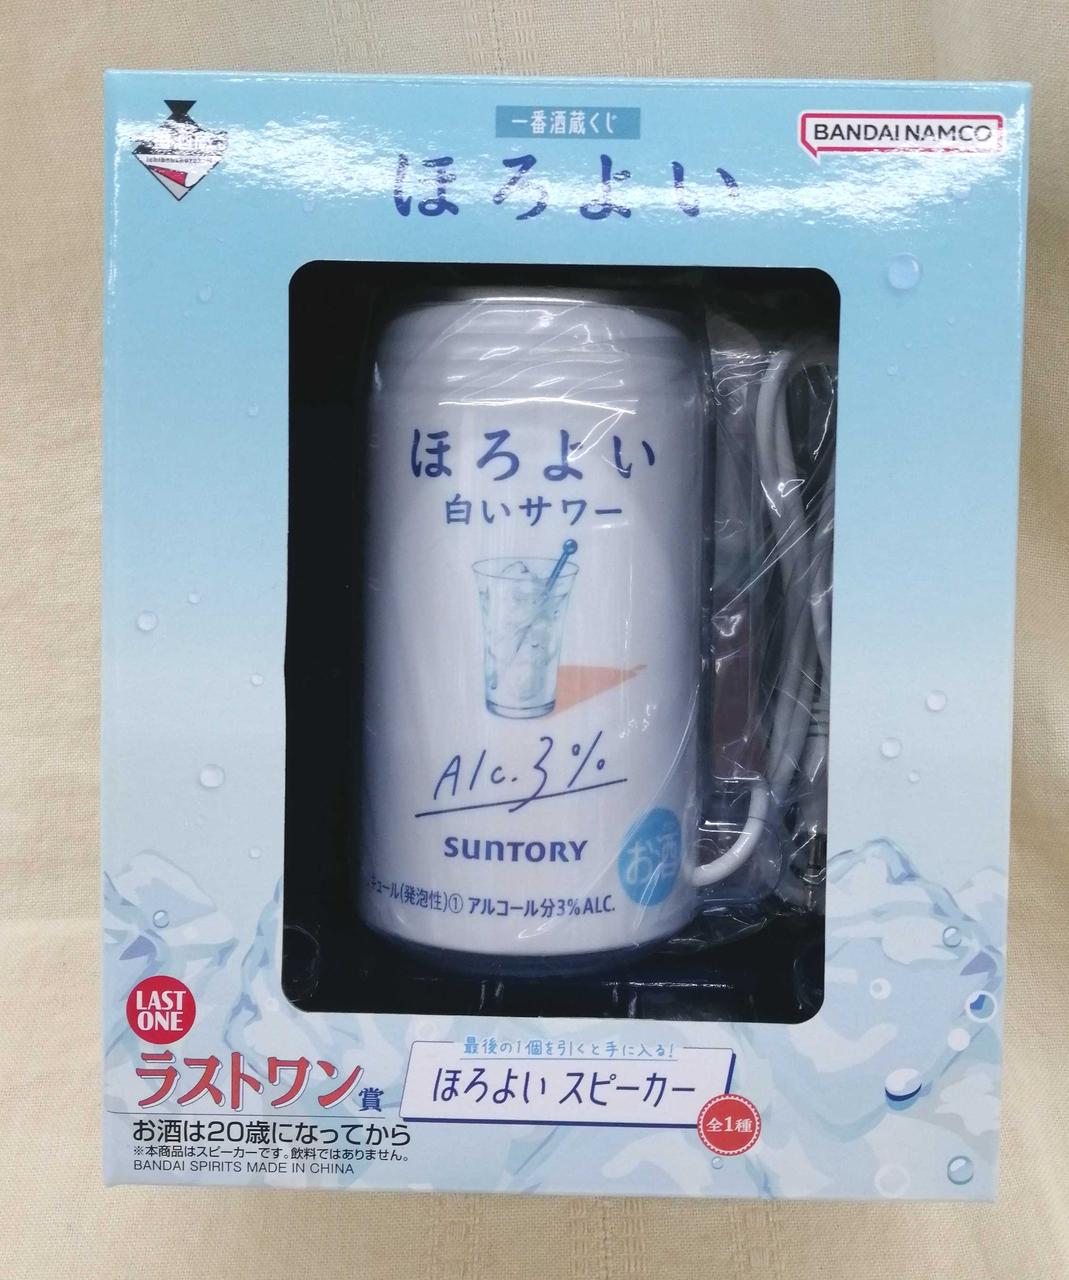 一番酒蔵くじ
BANDAI NAMCO
ほろよい
ほろよい
白いサワー
Alc.3%
SUNTORY
お酒
キュール(発泡性)① アルコール分3%ALC.
LAST
ONE
ラストワン賞
最後の1個を引くと手に入る!
ほろよい スピーカー
全1種
お酒は20歳になってから
※本商品はスピーカーです。飲料ではありません。
BANDAI SPIRITS MADE IN CHINA